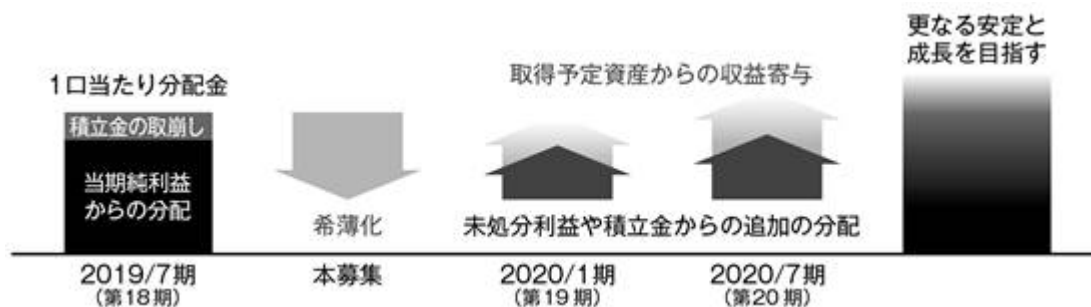 更なる安定と
成長を目指す
取得予定資産からの収益寄与
1口当たり分配金
積立金の取崩し
当期純利益
からの分配
希薄化
未処分利益や積立金からの追加の分配
2019/7期
(第18期)
本募集
2020/1期
(第19期)
2020/7期
(第20期)